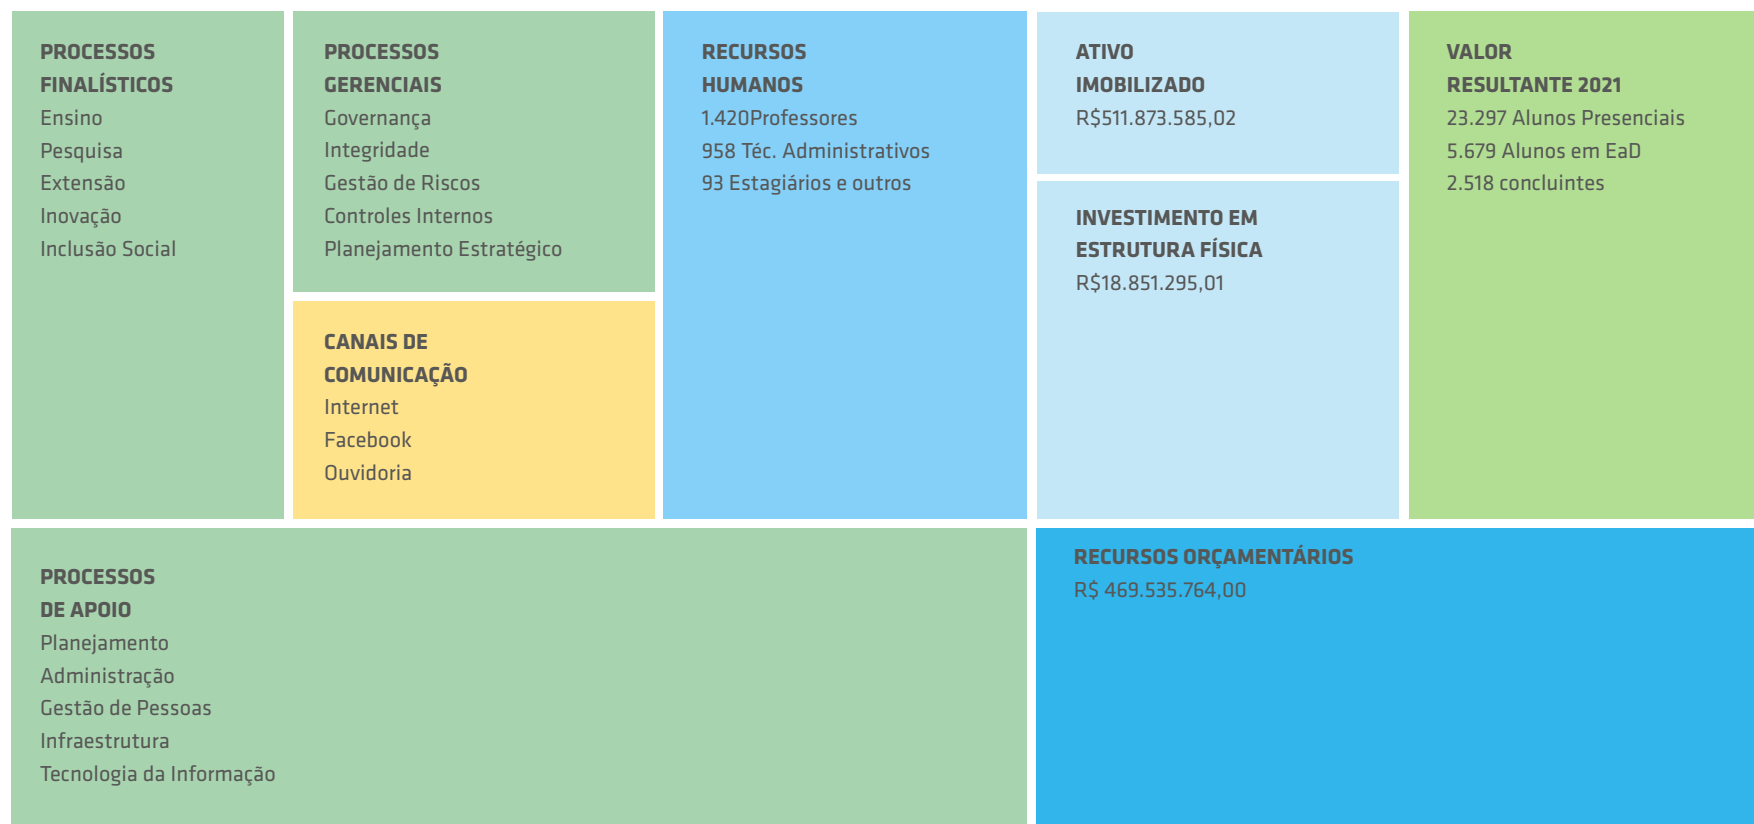 PROCESSOS
FINALÍSTICOS
Ensino
Pesquisa
Extensão
Inovação
Inclusão Social
PROCESSOS
GERENCIAIS
Governança
Integridade
Gestão de Riscos
Controles Internos
Planejamento Estratégico
CANAIS DE
COMUNICAÇÃO
Internet
Facebook
Ouvidoria
RECURSOS
HUMANOS
1.420Professores
958 Téc. Administrativos
93 Estagiários e outros
ATIVO
IMOBILIZADO
R$511.873.585,02
INVESTIMENTO EM
ESTRUTURA FÍSICA
R$18.851.295,01
VALOR
RESULTANTE 2021
23.297 Alunos Presenciais
5.679 Alunos em EaD
2.518 concluintes
PROCESSOS
DE APOIO
Planejamento
Administração
Gestão de Pessoas
Infraestrutura
Tecnologia da Informação
RECURSOS ORÇAMENTÁRIOS
R$ 469.535.764,00